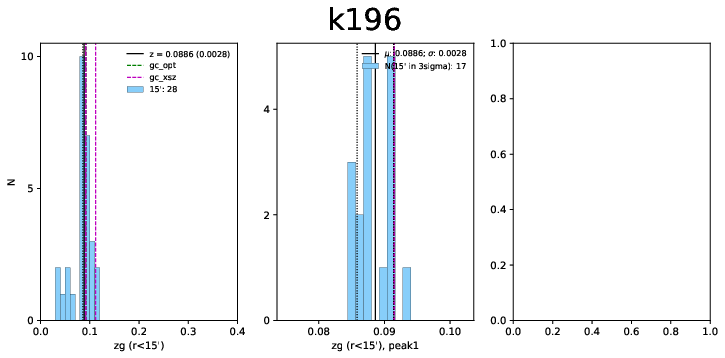 k196
10
5
0
N
z = 0.0886 (0.0028)
gc_opt
gc_xsz
15': 28
0.0 0.1 0.2 0.3 0.4
zg (r<15')
4
2
0
μ: 0.0886; σ: 0.0028
N(15' in 3sigma): 17
0.08 0.09 0.10
zg (r<15'), peak1
1.0
0.8
0.6
0.4
0.2
0.0
0.0 0.2 0.4 0.6 0.8 1.0